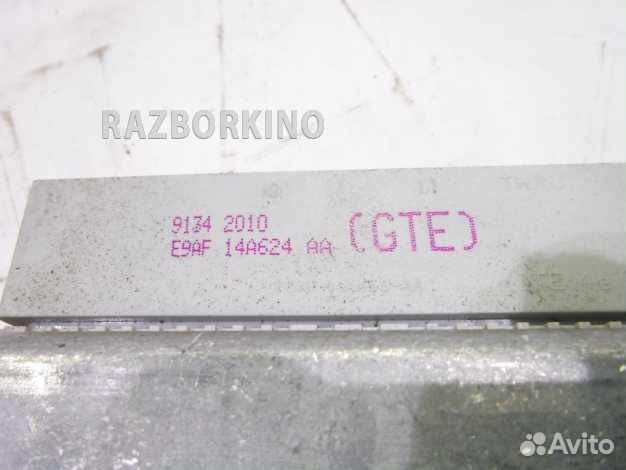 RAZBORKINO
9134 2010
E9AF 14A624 AA (GTE)
Avito